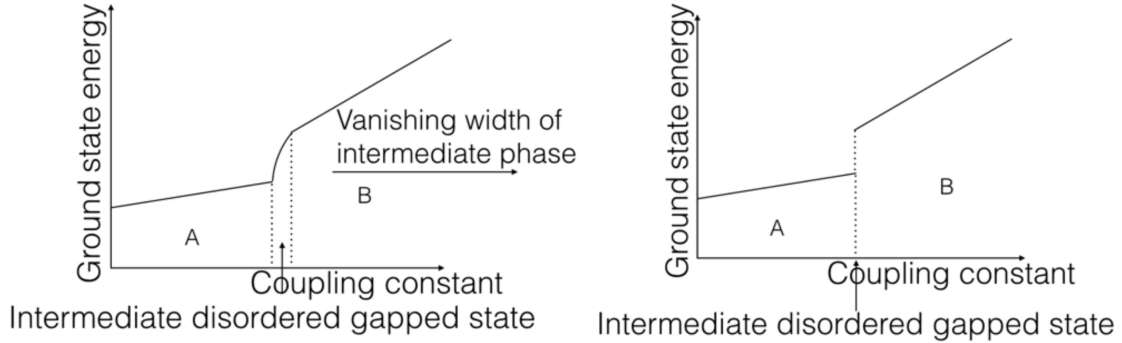 Ground state energy
Vanishing width of
intermediate phase
A
B
Coupling constant
Intermediate disordered gapped state
Ground state energy
A
B
Coupling constant
Intermediate disordered gapped state